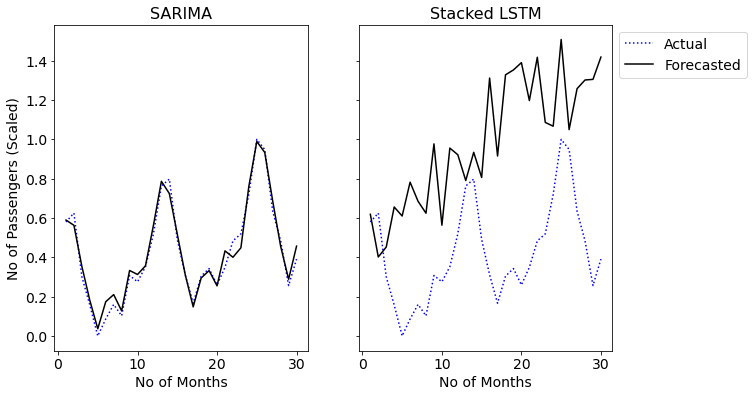 SARIMA
Stacked LSTM
Actual
Forecasted
No of Passengers (Scaled)
1.4
1.2
1.0
0.8
0.6
0.4
0.2
0.0
0 10 20 30
0 10 20 30
No of Months
No of Months